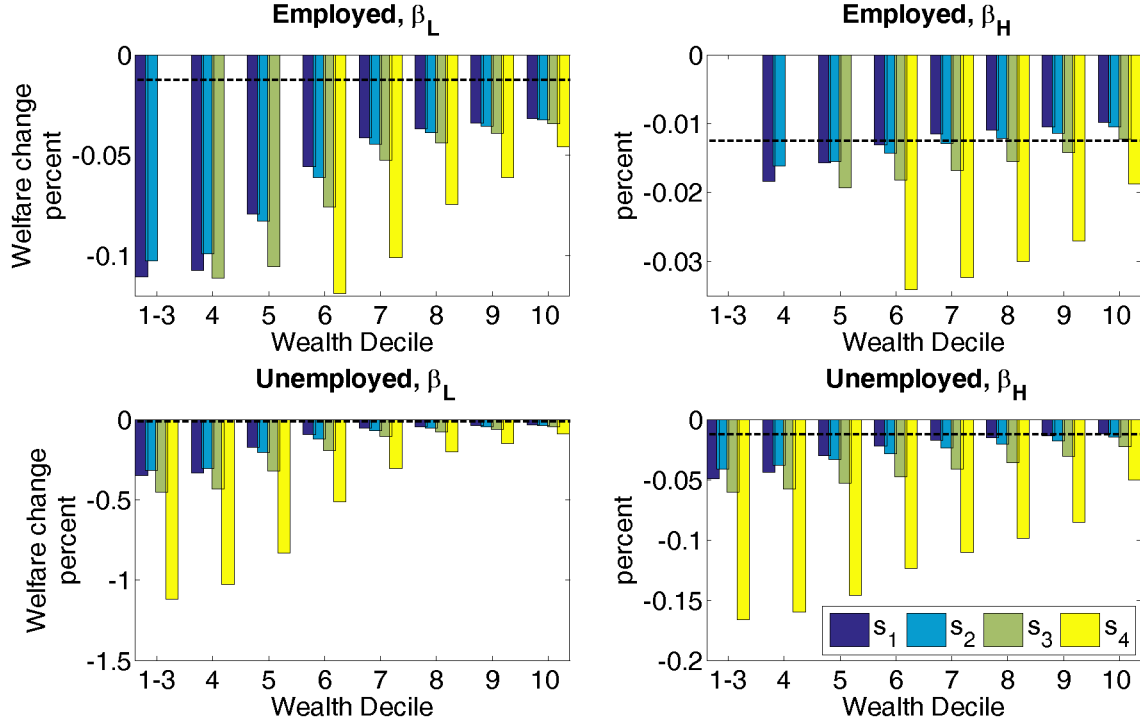 Employed, β_L
Welfare change
percent
0
-0.05
-0.1
1-3 4 5 6 7 8 9 10
Wealth Decile
Employed, β_H
percent
0
-0.01
-0.02
-0.03
1-3 4 5 6 7 8 9 10
Wealth Decile
Unemployed, β_L
Welfare change
percent
0
-0.5
-1
-1.5
1-3 4 5 6 7 8 9 10
Wealth Decile
Unemployed, β_H
percent
0
-0.05
-0.1
-0.15
-0.2
s_1 s_2 s_3 s_4
1-3 4 5 6 7 8 9 10
Wealth Decile